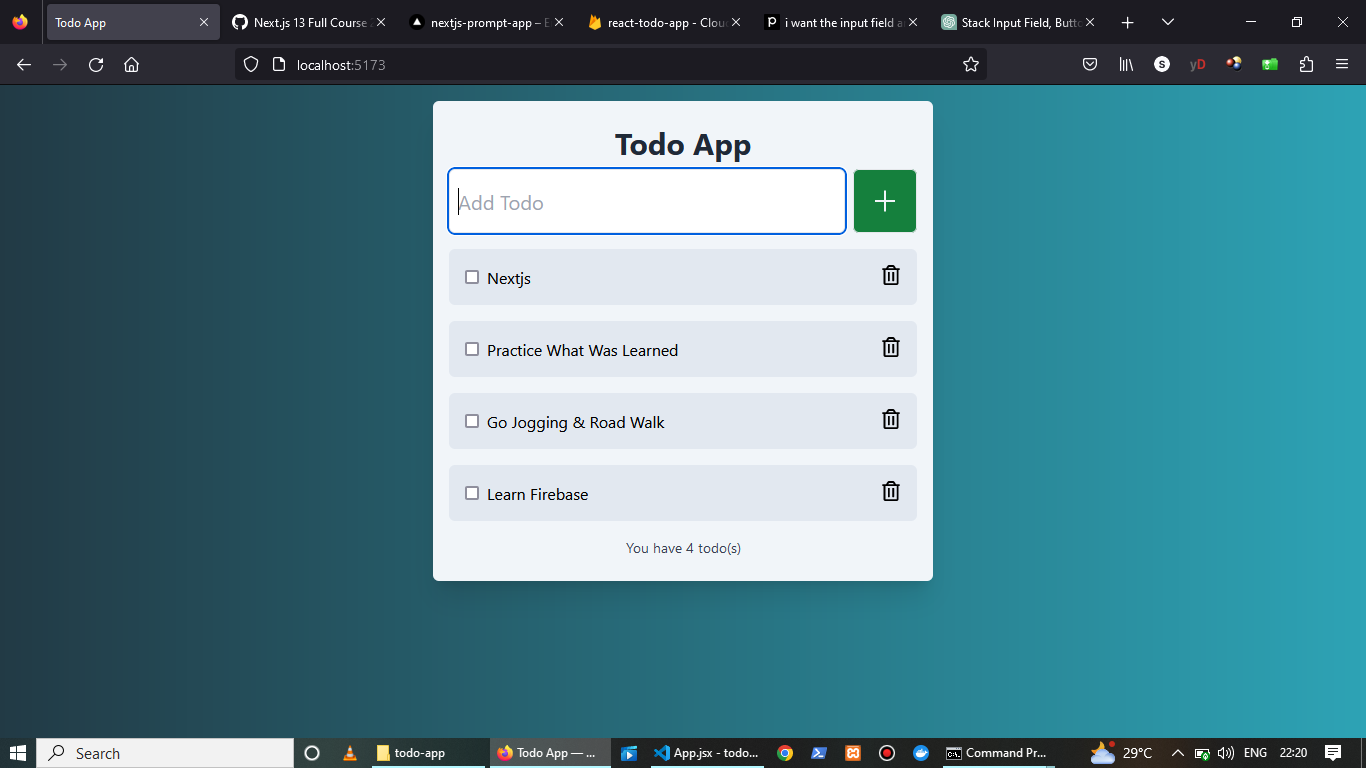 Todo App
Next.js 13 Full Course 2
nextjs-prompt-app – E
react-todo-app - Clou
i want the input field a
Stack Input Field, Butto
localhost:5173
S
yD
Todo App
Add Todo
Nextjs
Practice What Was Learned
Go Jogging & Road Walk
Learn Firebase
You have 4 todo(s)
Search
todo-app
Todo App — ...
App.jsx - todo...
Command Pr...
29°C
ENG
22:20